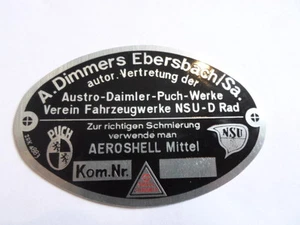 A. Dimmers Ebersbach/Sa.
autor. Vertretung der
Austro-Daimler-Puch-Werke
Verein Fahrzeugwerke NSU-D Rad
Zur richtigen Schmierung
verwende man
AEROSHELL Mittel
PUCH
NSU
Kom.Nr.